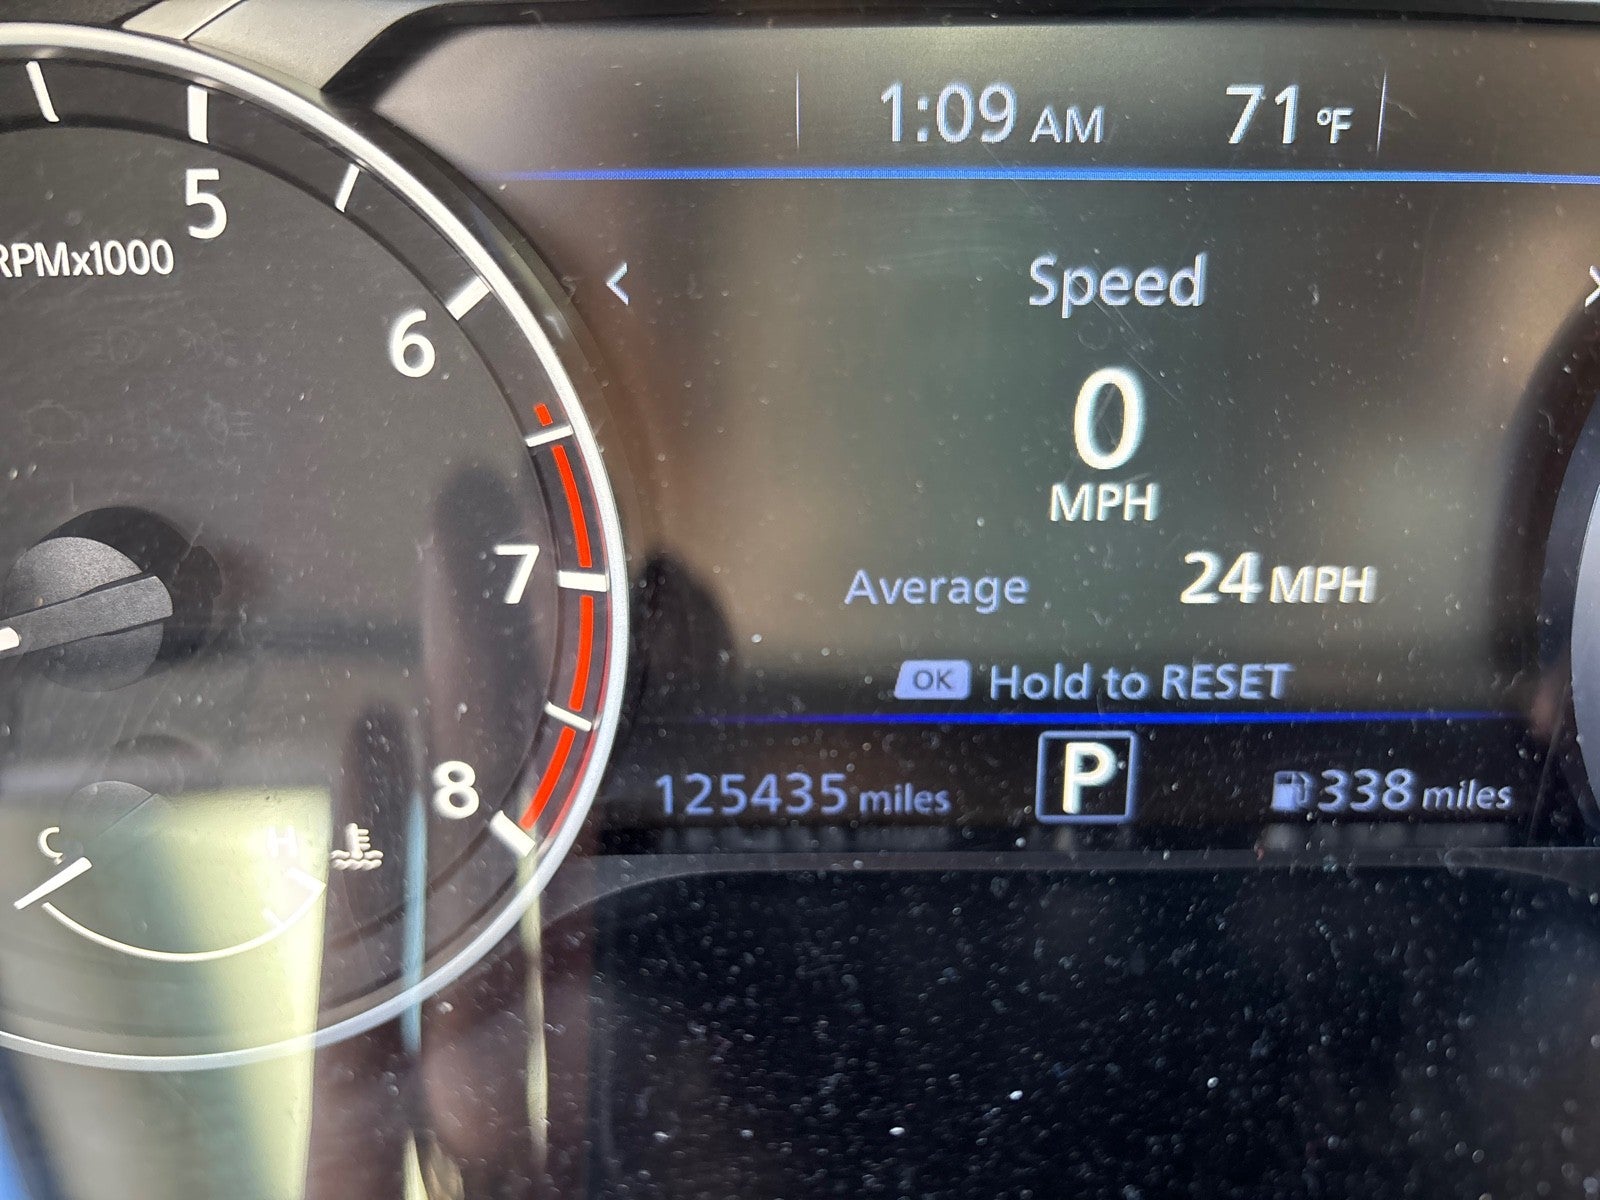 1:09 AM 71 °F
5
RPMx1000
6
7
8
C H
< Speed
0
MPH
Average 24 MPH
OK Hold to RESET
125435 miles P 338 miles